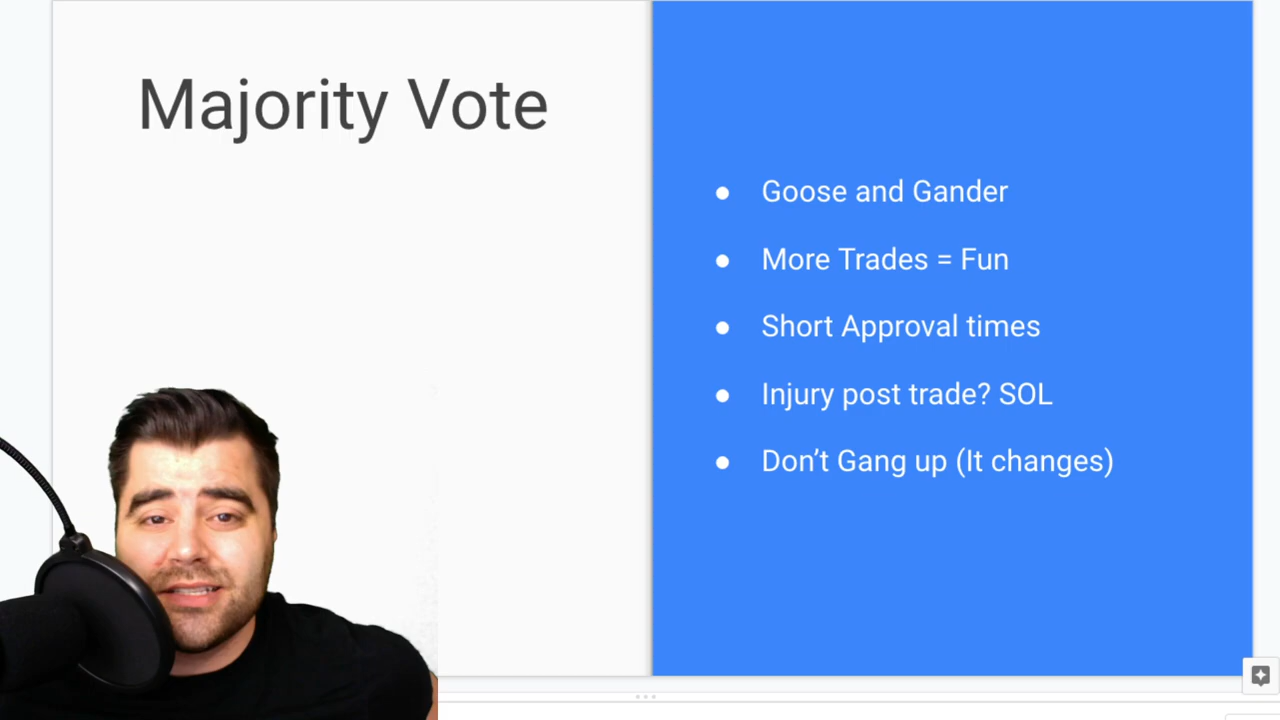 Majority Vote
Goose and Gander
More Trades = Fun
Short Approval times
Injury post trade? SOL
Don’t Gang up (It changes)